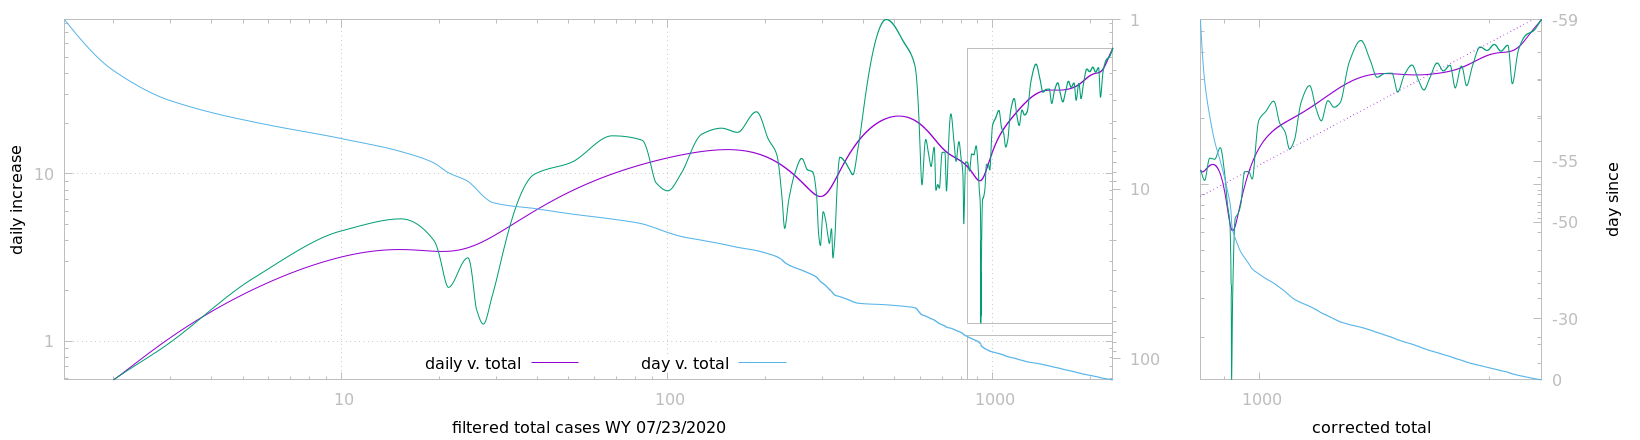 daily increase
10
1
daily v. total
day v. total
10
100
1000
filtered total cases WY 07/23/2020
1
10
100
1000
corrected total
-59
-55
-50
-30
0
day since